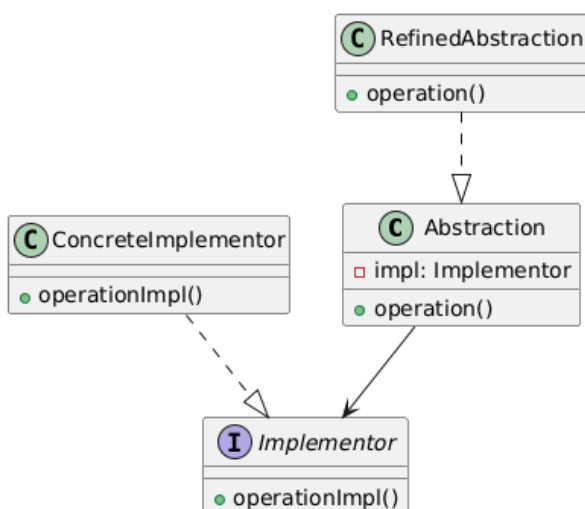 C RefinedAbstraction
operation()
C ConcreteImplementor
operationImpl()
C Abstraction
impl: Implementor
operation()
I Implementor
operationImpl()